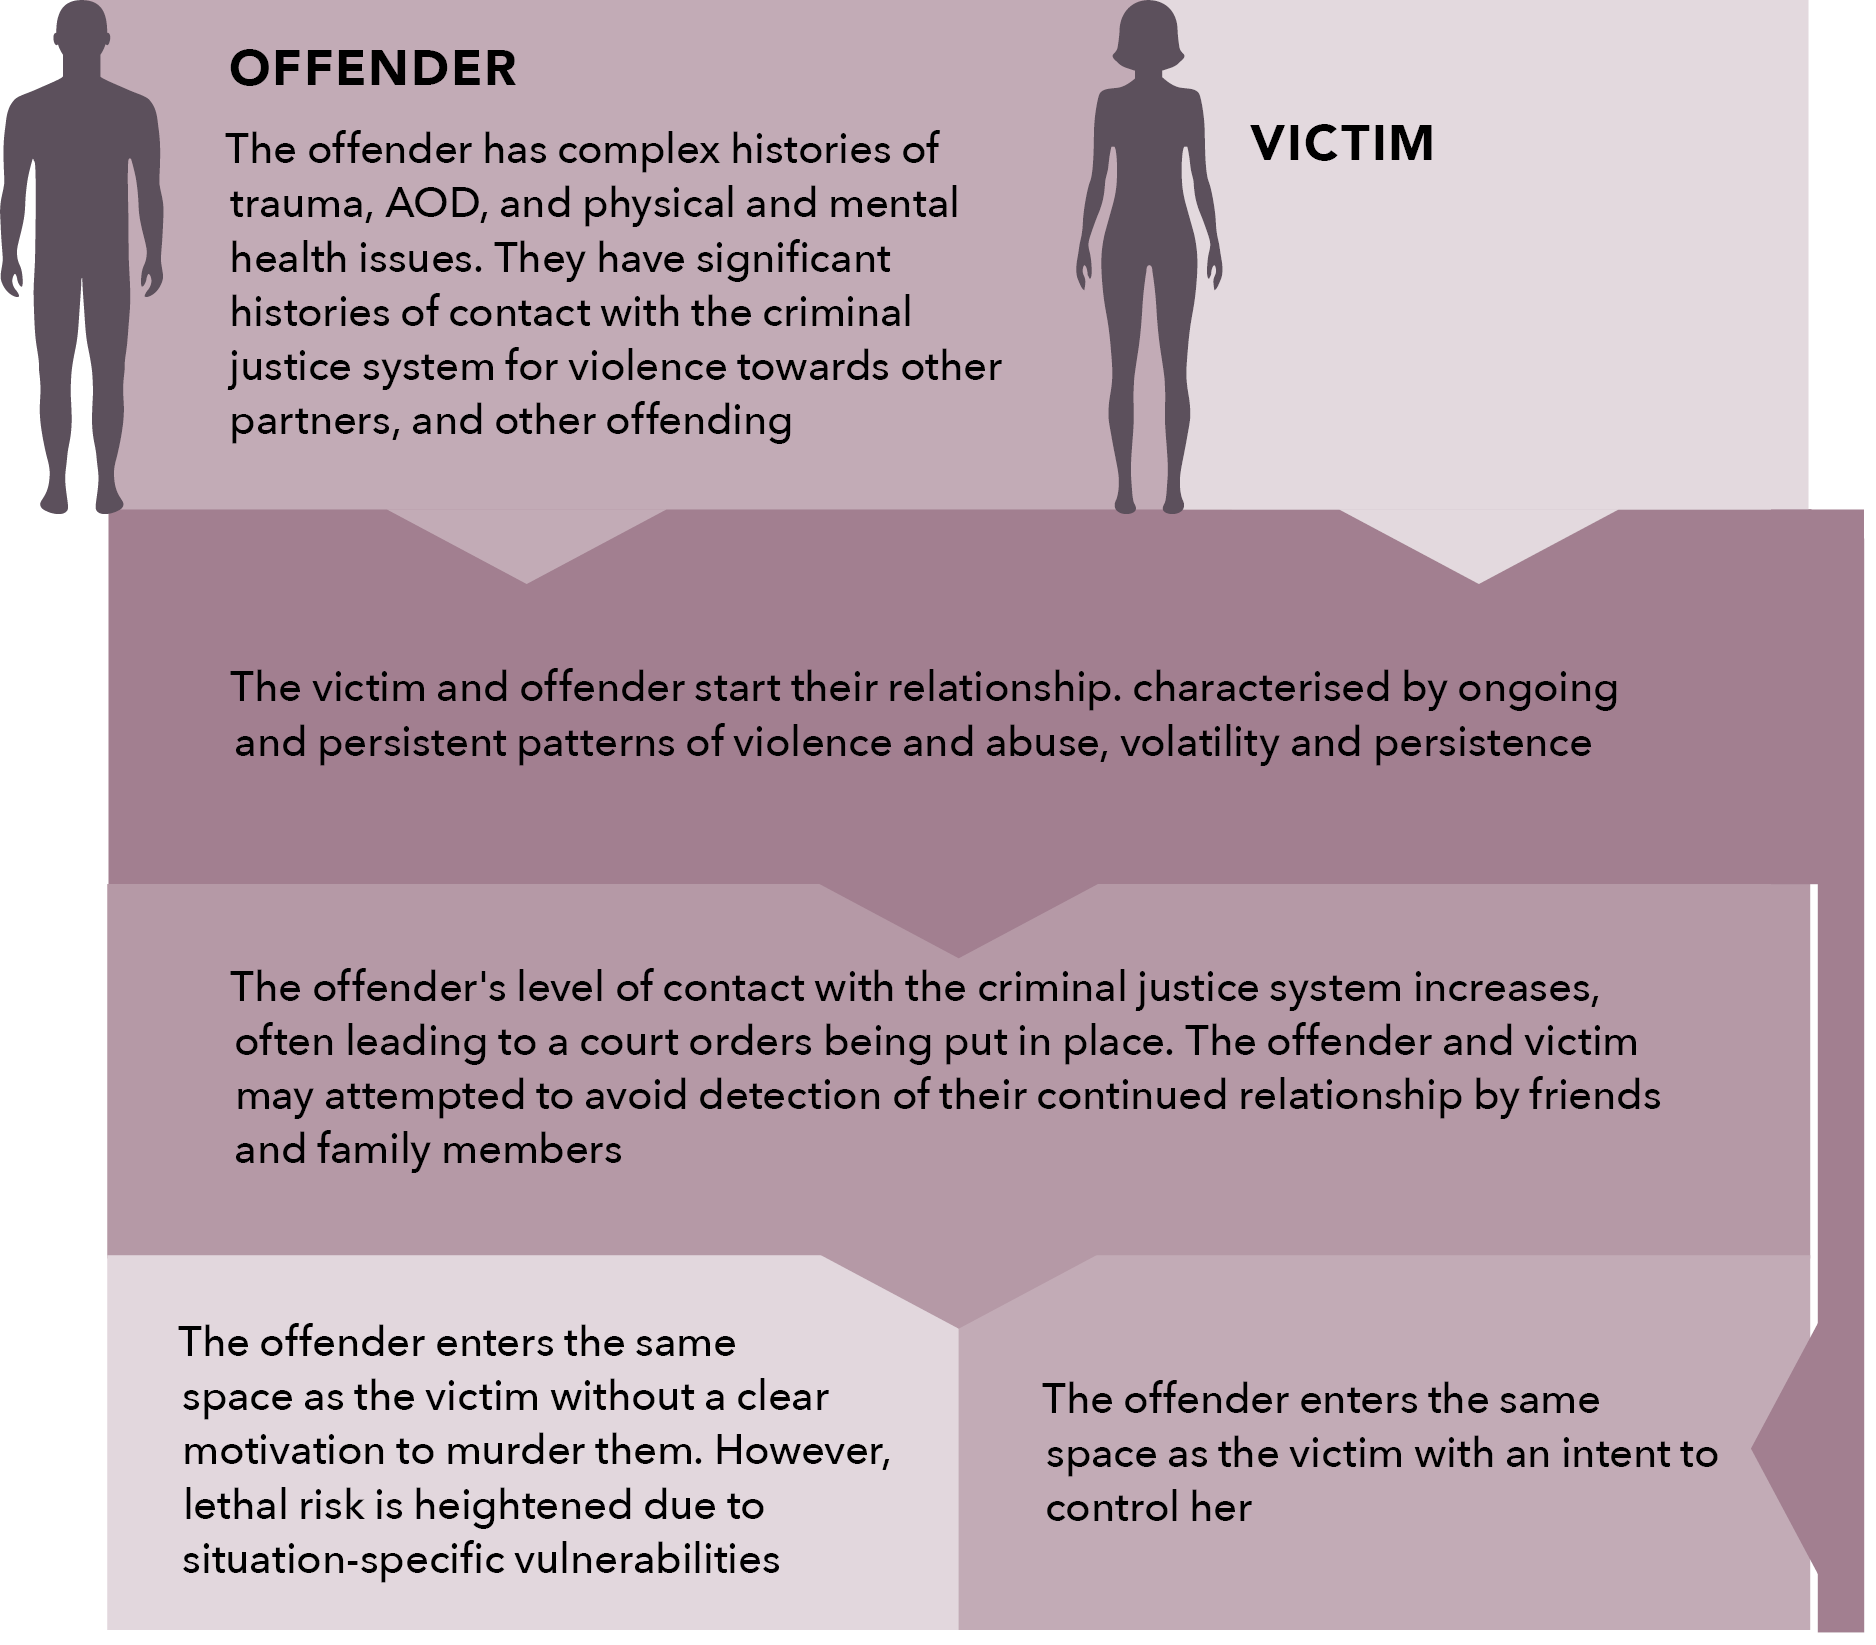 OFFENDER
The offender has complex histories of
trauma, AOD, and physical and mental
health issues. They have significant
histories of contact with the criminal
justice system for violence towards other
partners, and other offending
VICTIM
The victim and offender start their relationship. characterised by ongoing
and persistent patterns of violence and abuse, volatility and persistence
The offender's level of contact with the criminal justice system increases,
often leading to a court orders being put in place. The offender and victim
may attempted to avoid detection of their continued relationship by friends
and family members
The offender enters the same
space as the victim without a clear
motivation to murder them. However,
lethal risk is heightened due to
situation-specific vulnerabilities
The offender enters the same
space as the victim with an intent to
control her